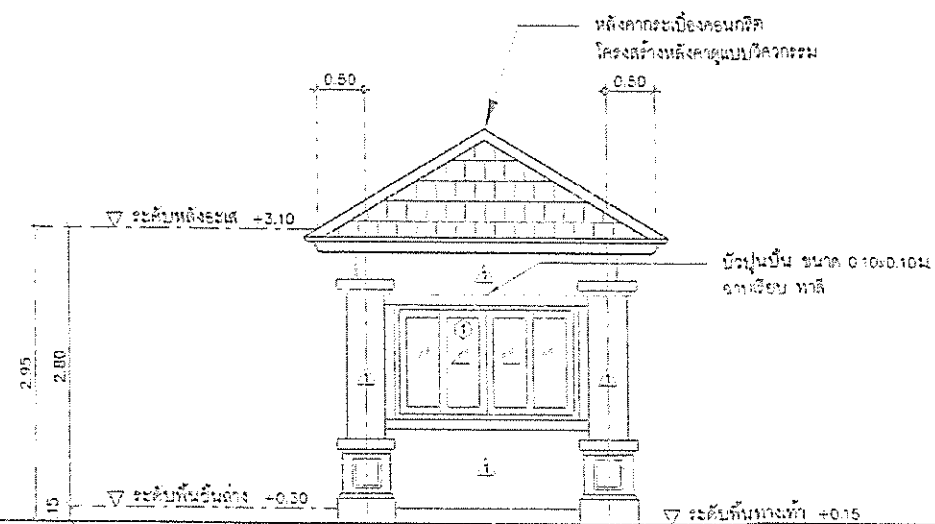 หลังคากระเบื้องคอนกรีต
โครงสร้างหลังคาดูแบบวิศวกรรม
0.50
0.50
ระดับหลังอะเส +3.10
บัวปูนปั้น ขนาด 0.10x0.10ม.
ฉาบเรียบ ทาสี
1
1
1
1
1
2.95
2.80
.15
ระดับพื้นชั้นล่าง +0.30
ระดับพื้นทางเท้า +0.15